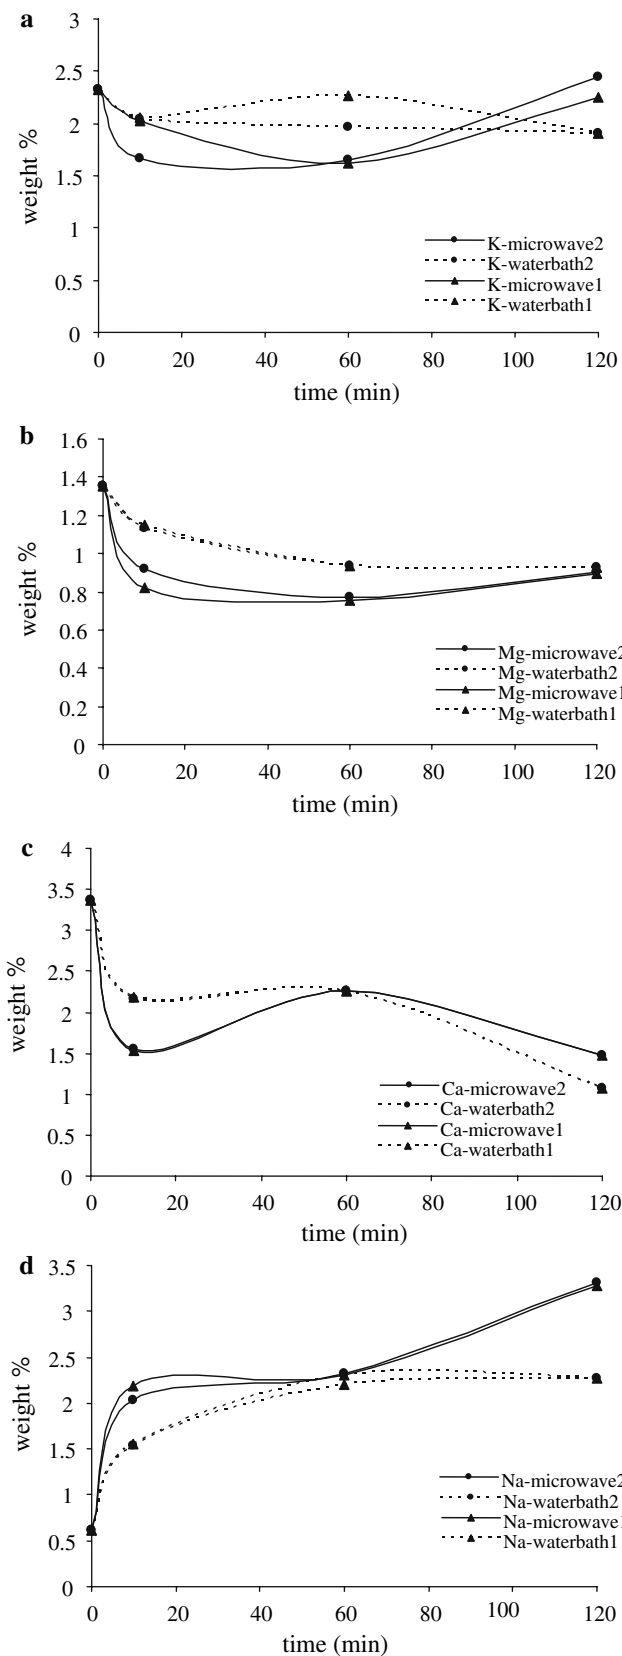 a
3
2.5
2
1.5
1
0.5
0
weight %
K-microwave2
K-waterbath2
K-microwave1
K-waterbath1
0 20 40 60 80 100 120
time (min)
b
1.6
1.4
1.2
1
0.8
0.6
0.4
0.2
0
weight %
Mg-microwave2
Mg-waterbath2
Mg-microwave1
Mg-waterbath1
0 20 40 60 80 100 120
time (min)
c
4
3.5
3
2.5
2
1.5
1
0.5
0
weight %
Ca-microwave2
Ca-waterbath2
Ca-microwave1
Ca-waterbath1
0 20 40 60 80 100 120
time (min)
d
3.5
3
2.5
2
1.5
1
0.5
0
weight %
Na-microwave2
Na-waterbath2
Na-microwave1
Na-waterbath1
0 20 40 60 80 100 120
time (min)